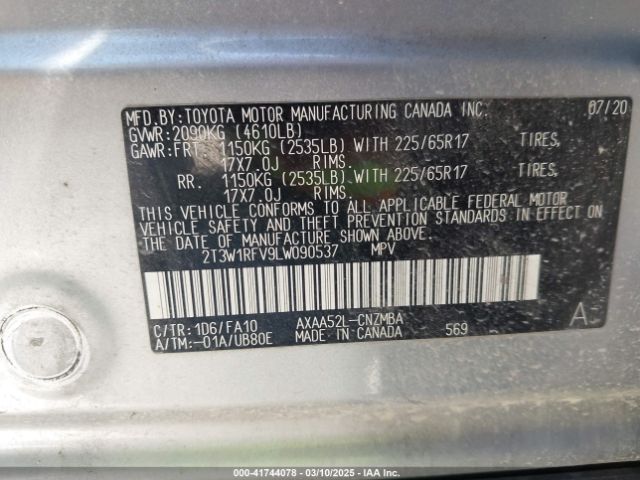 MFD.BY:TOYOTA MOTOR MANUFACTURING CANADA INC. 07/20
GVWR:2090KG (4610LB)
GAWR:FRT. 1150KG (2535LB) WITH 225/65R17 TIRES,
17X7.0J RIMS.
RR. 1150KG (2535LB) WITH 225/65R17 TIRES,
17X7.0J RIMS.
THIS VEHICLE CONFORMS TO ALL APPLICABLE FEDERAL MOTOR
VEHICLE SAFETY AND THEFT PREVENTION STANDARDS IN EFFECT ON
THE DATE OF MANUFACTURE SHOWN ABOVE.
2T3W1RFV9LW090537 MPV
C/TR:1D6/FA10 AXAA52L-CNZMBA A
A/TM:-01A/UB80E MADE IN CANADA 569
000-41744078 — 03/10/2025 — IAA Inc.